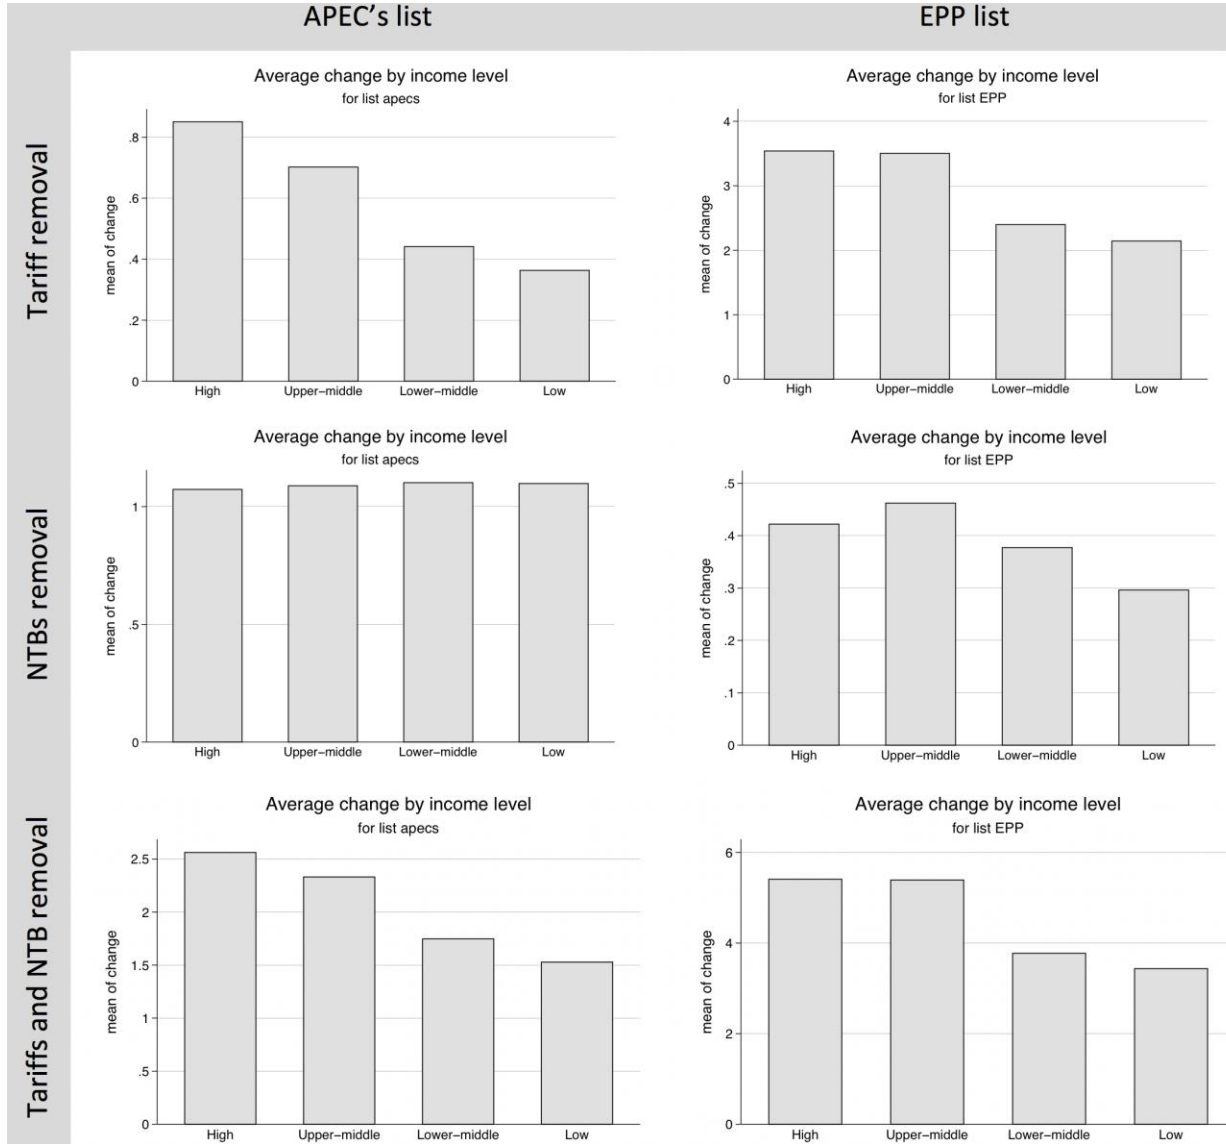 APEC's list
EPP list
Tariff removal
Average change by income level
for list apecs
mean of change
.8
.6
.4
.2
0
High Upper–middle Lower–middle Low
Average change by income level
for list EPP
mean of change
4
3
2
1
0
High Upper–middle Lower–middle Low
NTBs removal
Average change by income level
for list apecs
mean of change
1
.5
0
High Upper–middle Lower–middle Low
Average change by income level
for list EPP
mean of change
.5
.4
.3
.2
.1
0
High Upper–middle Lower–middle Low
Tariffs and NTB removal
Average change by income level
for list apecs
mean of change
2.5
2
1.5
1
.5
0
High Upper–middle Lower–middle Low
Average change by income level
for list EPP
mean of change
6
4
2
0
High Upper–middle Lower–middle Low